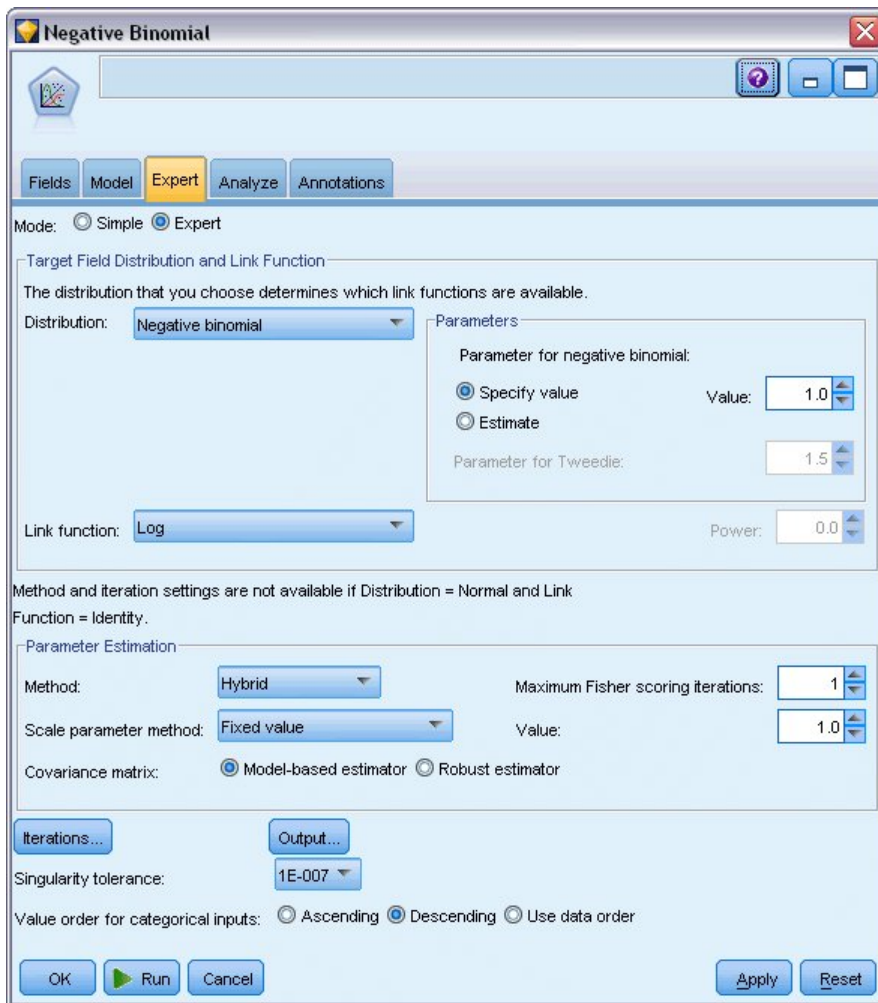 Negative Binomial
Fields Model Expert Analyze Annotations
Mode: Simple Expert
Target Field Distribution and Link Function
The distribution that you choose determines which link functions are available.
Distribution: Negative binomial
Parameters
Parameter for negative binomial:
Specify value Value: 1.0
Estimate
Parameter for Tweedie: 1.5
Link function: Log Power: 0.0
Method and iteration settings are not available if Distribution = Normal and Link
Function = Identity.
Parameter Estimation
Method: Hybrid Maximum Fisher scoring iterations: 1
Scale parameter method: Fixed value Value: 1.0
Covariance matrix: Model-based estimator Robust estimator
Iterations... Output...
Singularity tolerance: 1E-007
Value order for categorical inputs: Ascending Descending Use data order
OK Run Cancel Apply Reset